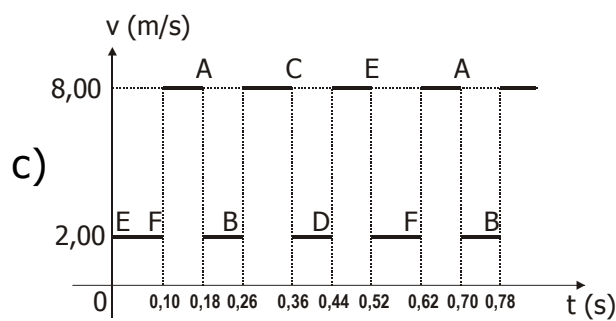 v (m/s)
A C E A
8,00
c)
E F B D F B
2,00
0 0,10 0,18 0,26 0,36 0,44 0,52 0,62 0,70 0,78 t (s)